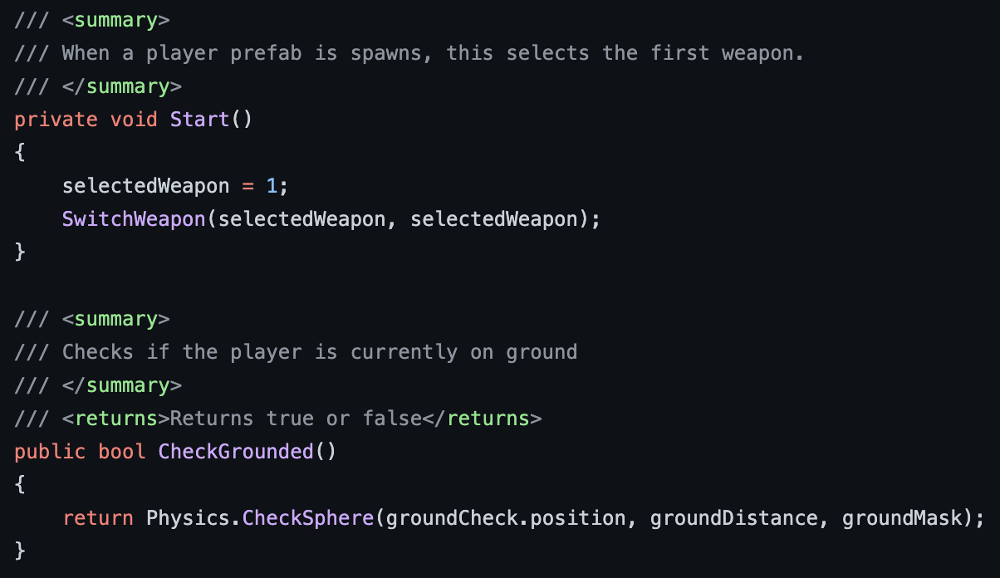 /// <summary>
/// When a player prefab is spawns, this selects the first weapon.
/// </summary>
private void Start()
{
    selectedWeapon = 1;
    SwitchWeapon(selectedWeapon, selectedWeapon);
}

/// <summary>
/// Checks if the player is currently on ground
/// </summary>
/// <returns>Returns true or false</returns>
public bool CheckGrounded()
{
    return Physics.CheckSphere(groundCheck.position, groundDistance, groundMask);
}